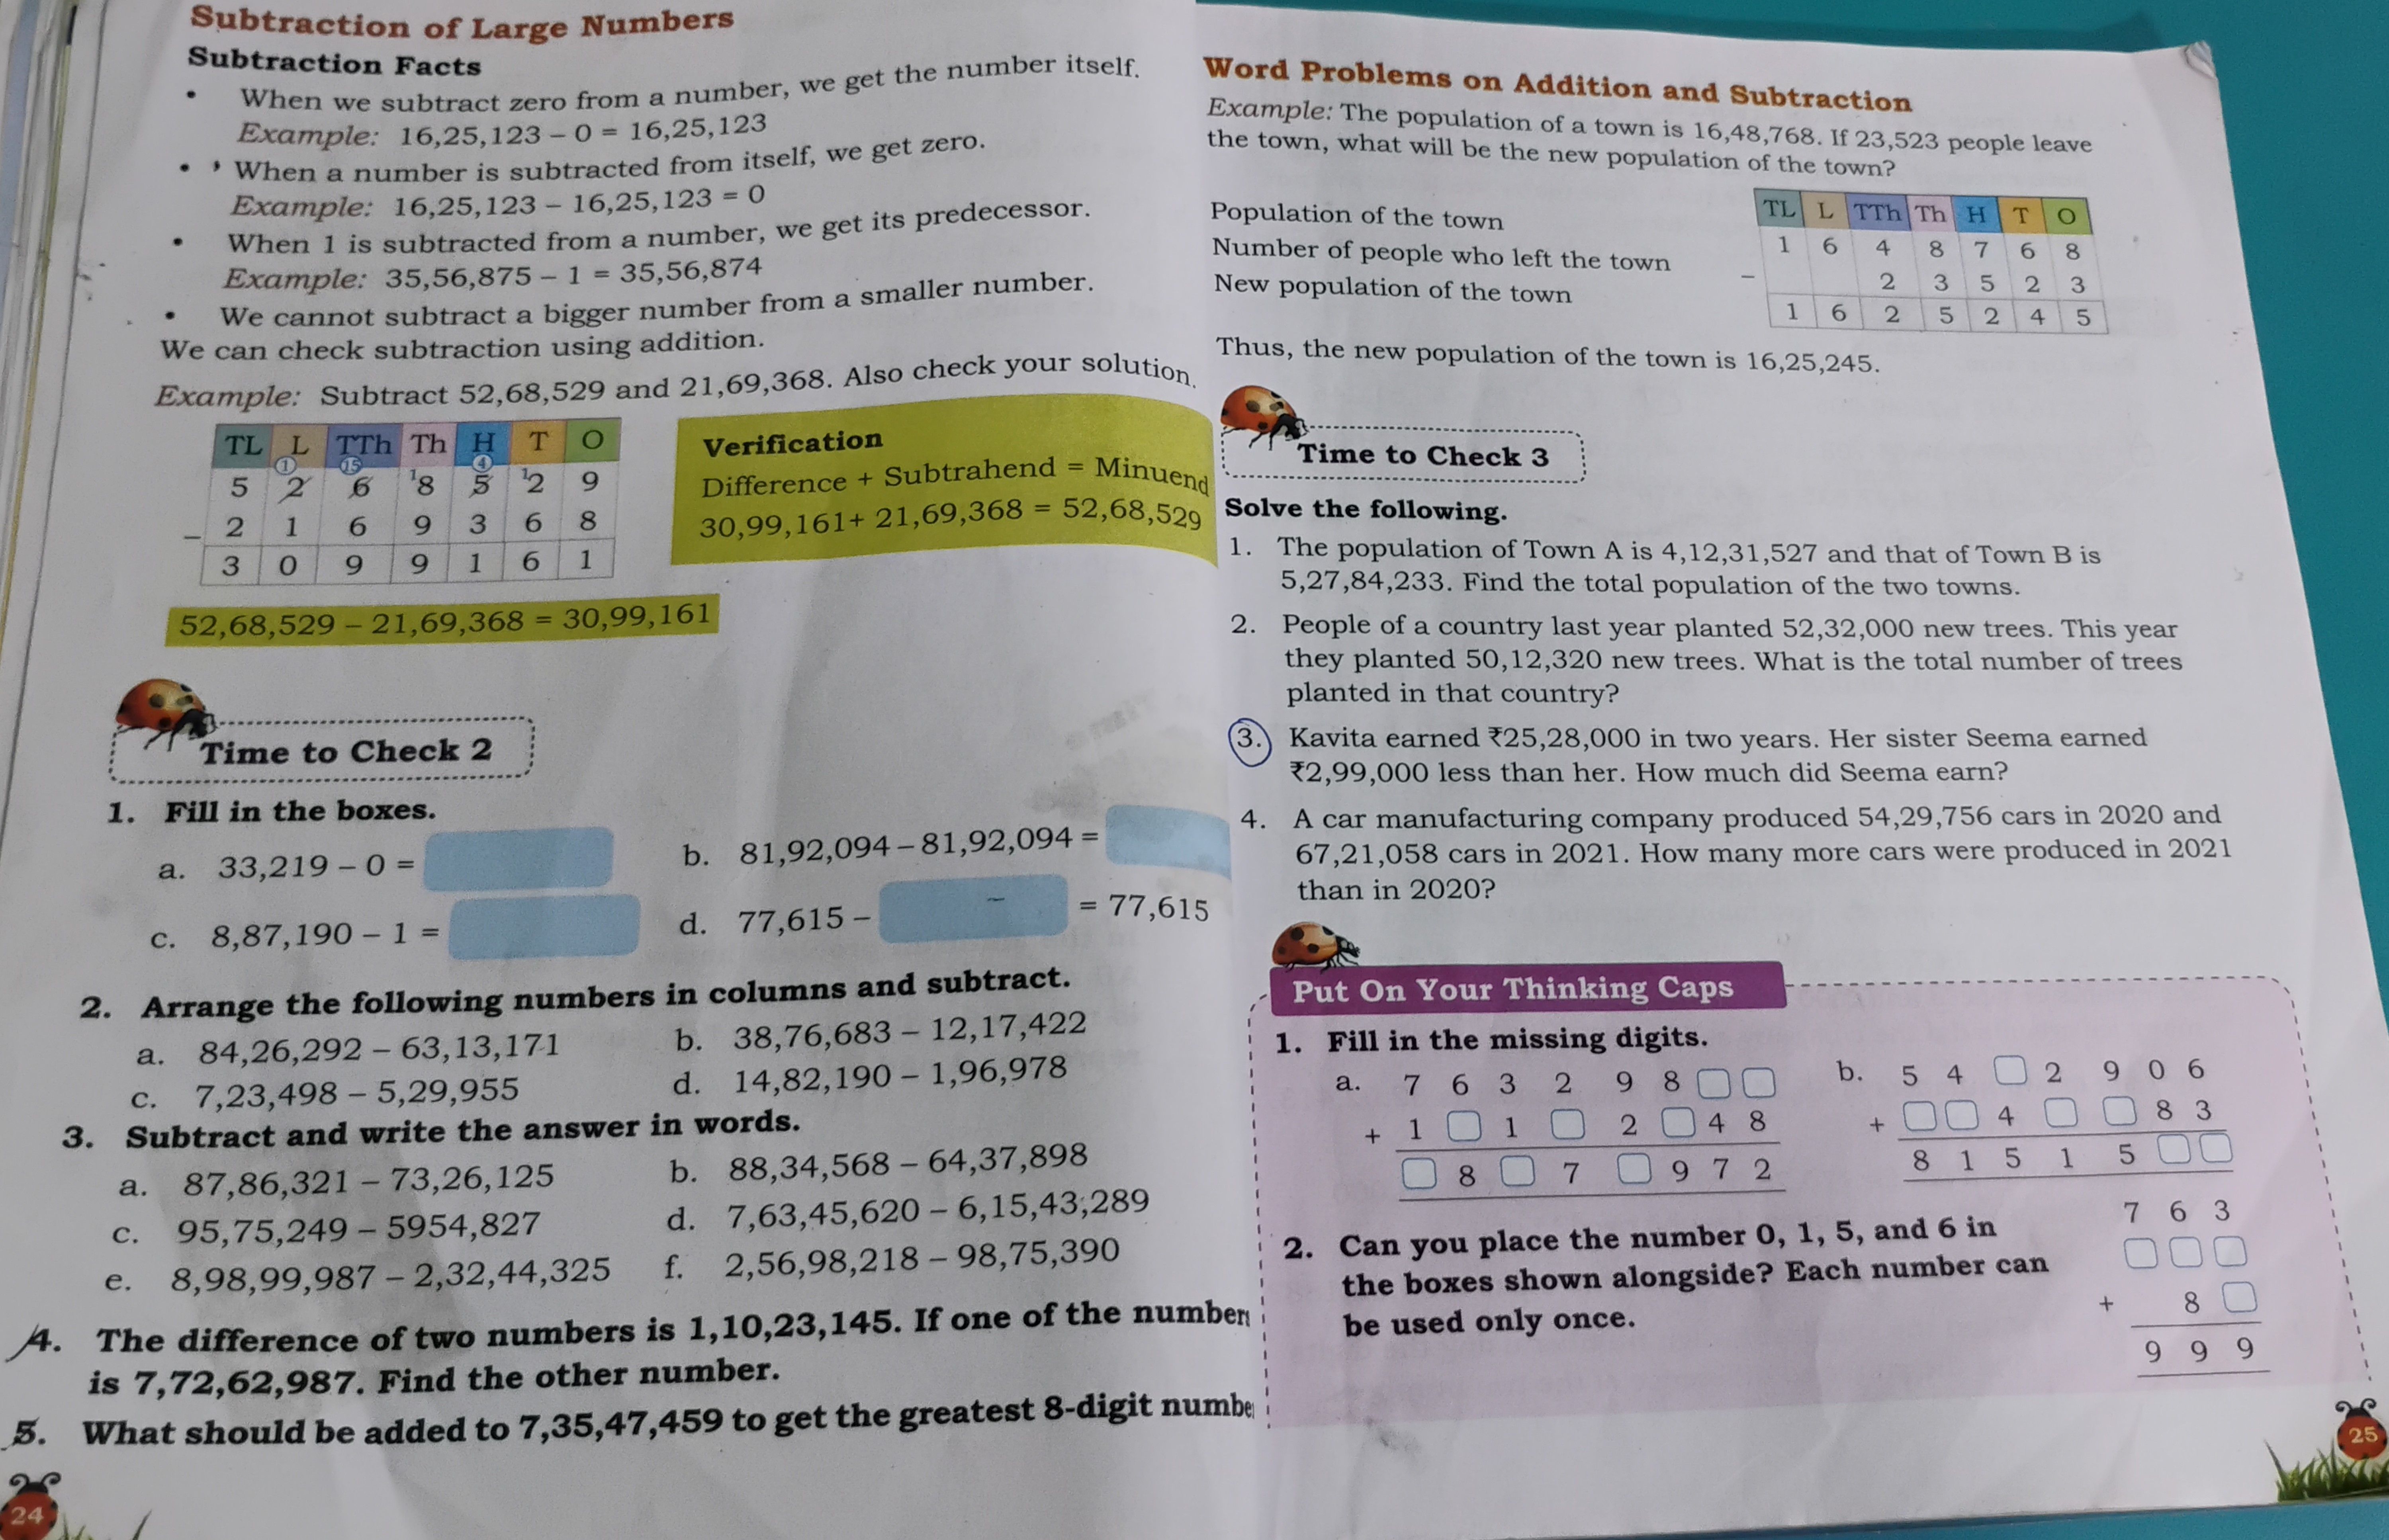 Subtraction of Large Numbers
Subtraction Facts
• When we subtract zero from a number, we get the number itself.
Example: 16,25,123 – 0 = 16,25,123
• When a number is subtracted from itself, we get zero.
Example: 16,25,123 – 16,25,123 = 0
• When 1 is subtracted from a number, we get its predecessor.
Example: 35,56,875 – 1 = 35,56,874
• We cannot subtract a bigger number from a smaller number.
We can check subtraction using addition.
Example: Subtract 52,68,529 and 21,69,368. Also check your solution.
TL L TTh Th H T O
1 15 4
5 2 6 ¹8 5 ¹2 9
– 2 1 6 9 3 6 8
3 0 9 9 1 6 1
Verification
Difference + Subtrahend = Minuend
30,99,161+ 21,69,368 = 52,68,529
52,68,529 – 21,69,368 = 30,99,161
Time to Check 2
1. Fill in the boxes.
a. 33,219 – 0 =
b. 81,92,094 – 81,92,094 =
c. 8,87,190 – 1 =
d. 77,615 – = 77,615
2. Arrange the following numbers in columns and subtract.
a. 84,26,292 – 63,13,171
b. 38,76,683 – 12,17,422
c. 7,23,498 – 5,29,955
d. 14,82,190 – 1,96,978
3. Subtract and write the answer in words.
a. 87,86,321 – 73,26,125
b. 88,34,568 – 64,37,898
c. 95,75,249 – 5954,827
d. 7,63,45,620 – 6,15,43;289
e. 8,98,99,987 – 2,32,44,325
f. 2,56,98,218 – 98,75,390
4. The difference of two numbers is 1,10,23,145. If one of the number
is 7,72,62,987. Find the other number.
5. What should be added to 7,35,47,459 to get the greatest 8-digit numbe
24
Word Problems on Addition and Subtraction
Example: The population of a town is 16,48,768. If 23,523 people leave
the town, what will be the new population of the town?
TL L TTh Th H T O
Population of the town 1 6 4 8 7 6 8
Number of people who left the town – 2 3 5 2 3
New population of the town 1 6 2 5 2 4 5
Thus, the new population of the town is 16,25,245.
Time to Check 3
Solve the following.
1. The population of Town A is 4,12,31,527 and that of Town B is
5,27,84,233. Find the total population of the two towns.
2. People of a country last year planted 52,32,000 new trees. This year
they planted 50,12,320 new trees. What is the total number of trees
planted in that country?
3. Kavita earned ₹25,28,000 in two years. Her sister Seema earned
₹2,99,000 less than her. How much did Seema earn?
4. A car manufacturing company produced 54,29,756 cars in 2020 and
67,21,058 cars in 2021. How many more cars were produced in 2021
than in 2020?
Put On Your Thinking Caps
1. Fill in the missing digits.
a. 7 6 3 2 9 8 □ □
+ 1 □ 1 □ 2 □ 4 8
□ 8 □ 7 □ 9 7 2
b. 5 4 □ 2 9 0 6
+ □ □ 4 □ □ 8 3
8 1 5 1 5 □ □
2. Can you place the number 0, 1, 5, and 6 in
the boxes shown alongside? Each number can
be used only once.
7 6 3
□ □ □
+ 8 □
9 9 9
25